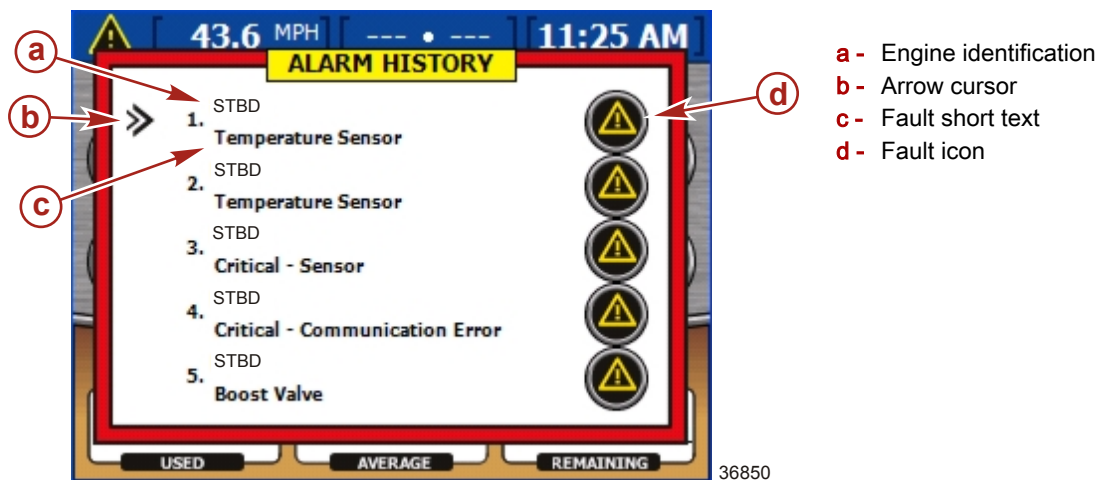 43.6 MPH --- • --- 11:25 AM
ALARM HISTORY
a
b
c
d
1. STBD
Temperature Sensor
2. STBD
Temperature Sensor
3. STBD
Critical - Sensor
4. STBD
Critical - Communication Error
5. STBD
Boost Valve
USED AVERAGE REMAINING
36850
a - Engine identification
b - Arrow cursor
c - Fault short text
d - Fault icon